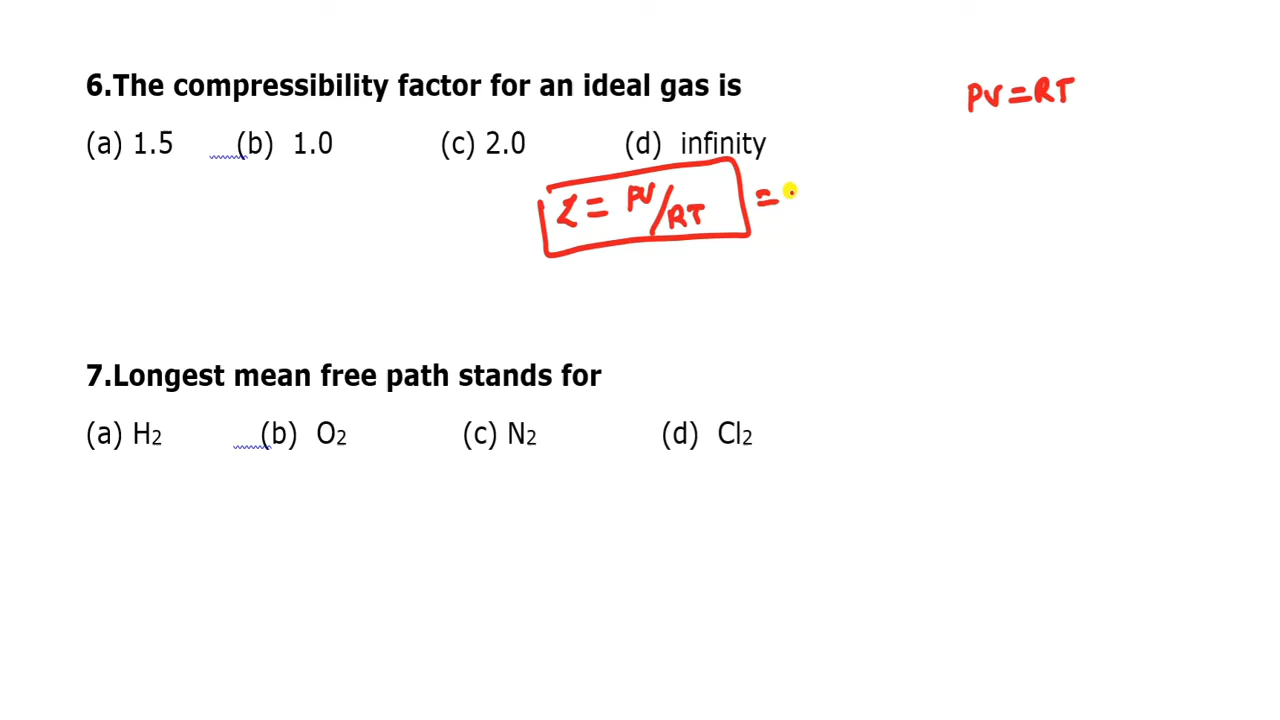 6.The compressibility factor for an ideal gas is PV=RT
(a) 1.5 (b) 1.0 (c) 2.0 (d) infinity
Z = PV/RT =
7.Longest mean free path stands for
(a) H2 (b) O2 (c) N2 (d) Cl2